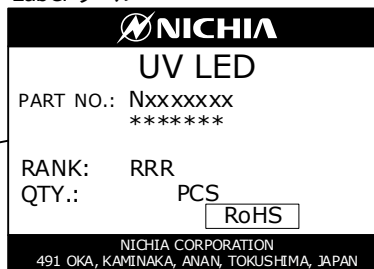 NICHIA
UV LED
PART NO.: Nxxxxxxx
*******
RANK: RRR
QTY.: PCS
RoHS
NICHIA CORPORATION
491 OKA, KAMINAKA, ANAN, TOKUSHIMA, JAPAN